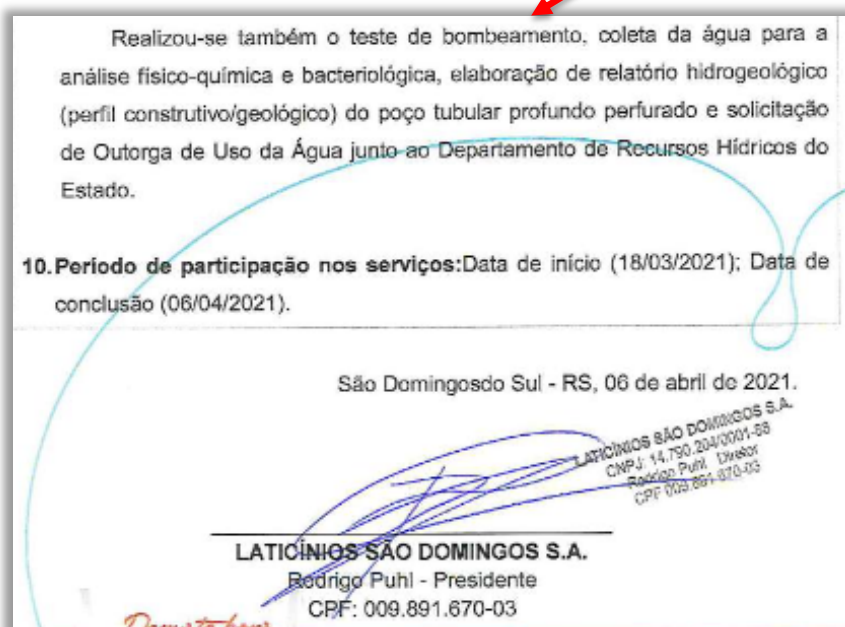 Realizou-se também o teste de bombeamento, coleta da água para a
análise físico-química e bacteriológica, elaboração de relatório hidrogeológico
(perfil construtivo/geológico) do poço tubular profundo perfurado e solicitação
de Outorga de Uso da Água junto ao Departamento de Recursos Hídricos do
Estado.
10.Período de participação nos serviços:Data de início (18/03/2021); Data de
conclusão (06/04/2021).
São Domingosdo Sul - RS, 06 de abril de 2021.
LATICÍNIOS SÃO DOMINGOS S.A.
CNPJ: 14.790.204/0001-68
Rodrigo Puhl Diretor
CPF 009.891.670-03
LATICÍNIOS SÃO DOMINGOS S.A.
Rodrigo Puhl - Presidente
CPF: 009.891.670-03